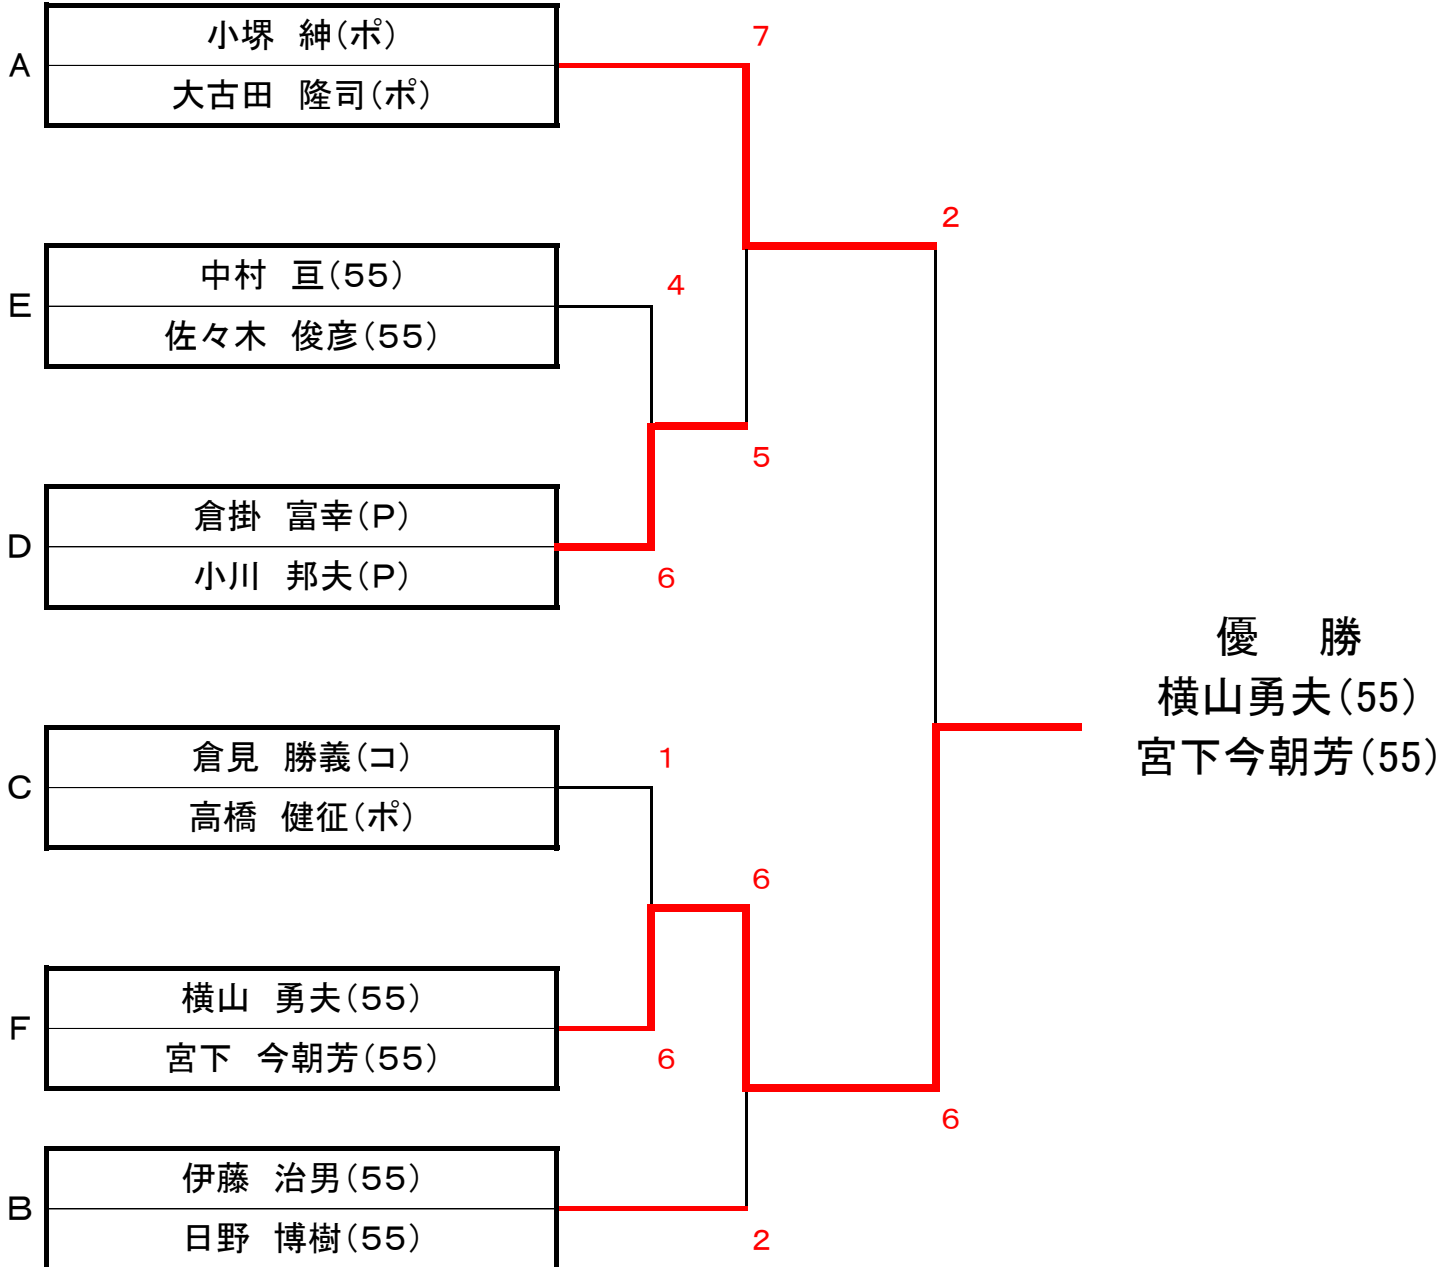 小堺　紳(ポ)
7
A
大古田　隆司(ポ)
2
中村　亘(55)
4
E
佐々木　俊彦(55)
5
倉掛　富幸(P)
D
小川　邦夫(P)
6
優　勝
横山勇夫(55)
宮下今朝芳(55)
倉見　勝義(コ)
1
C
高橋　健征(ポ)
6
横山　勇夫(55)
F
宮下　今朝芳(55)
6
6
伊藤　治男(55)
B
日野　博樹(55)
2